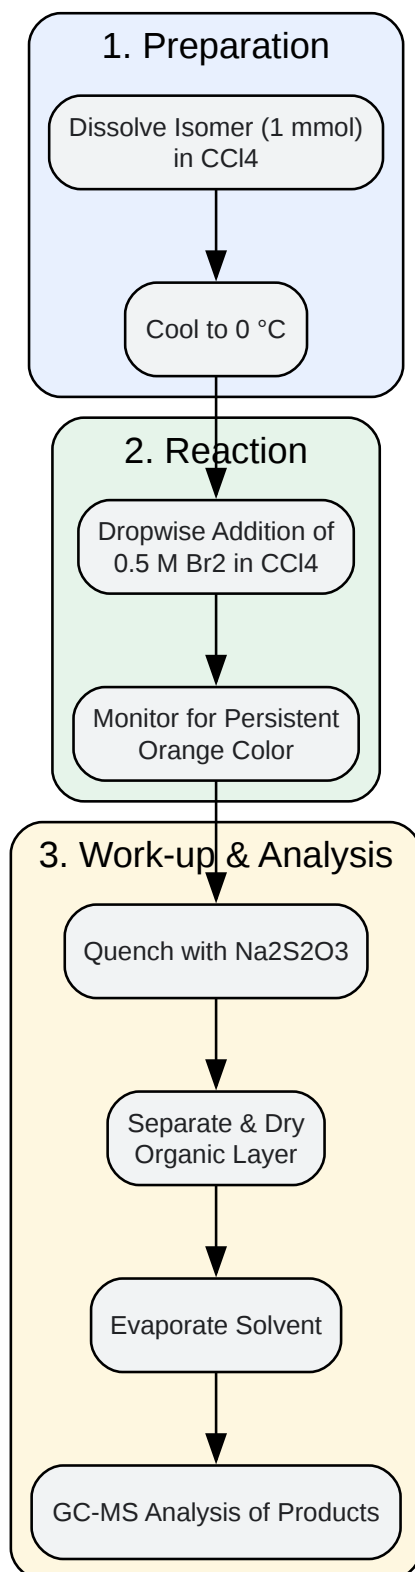 1. Preparation
Dissolve Isomer (1 mmol)
in CCl4
Cool to 0 °C
2. Reaction
Dropwise Addition of
0.5 M Br2 in CCl4
Monitor for Persistent
Orange Color
3. Work-up & Analysis
Quench with Na2S2O3
Separate & Dry
Organic Layer
Evaporate Solvent
GC-MS Analysis of Products